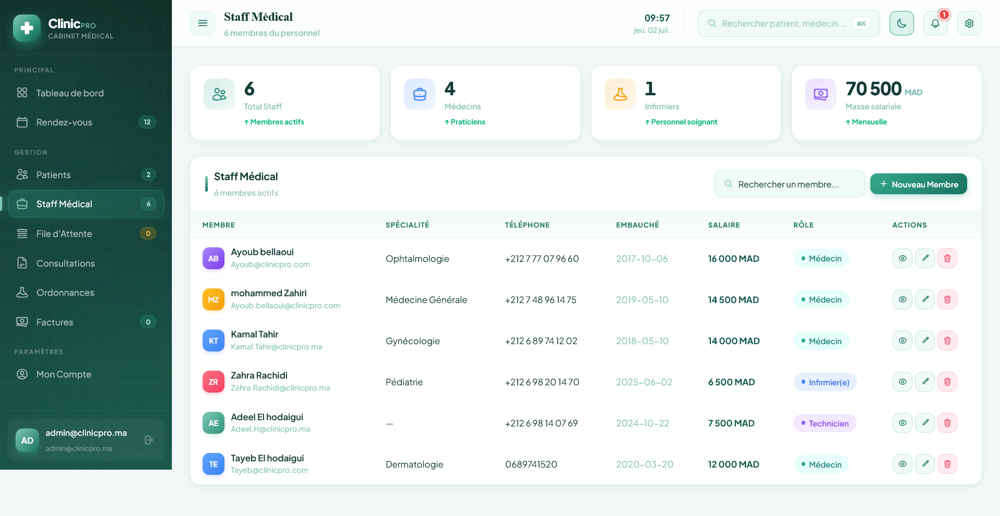 ClinicPRO
CABINET MÉDICAL
PRINCIPAL
Tableau de bord
Rendez-vous 12
GESTION
Patients 2
Staff Médical 6
File d'Attente 0
Consultations
Ordonnances
Factures 0
PARAMÈTRES
Mon Compte
AD admin@clinicpro.ma
admin@clinicpro.ma
Staff Médical
6 membres du personnel
09:57
jeu. 02 juil.
Rechercher patient, médecin... ⌘K
1
6
Total Staff
↑ Membres actifs
4
Médecins
↑ Praticiens
1
Infirmiers
↑ Personnel soignant
70 500 MAD
Masse salariale
↑ Mensuelle
Staff Médical
6 membres actifs
Rechercher un membre...
+ Nouveau Membre
MEMBRE SPÉCIALITÉ TÉLÉPHONE EMBAUCHÉ SALAIRE RÔLE ACTIONS
AB Ayoub bellaoui Ophtalmologie +212 7 77 07 96 60 2017-10-06 16 000 MAD Médecin
Ayoub@clinicpro.com
MZ mohammed Zahiri Médecine Générale +212 7 48 96 14 75 2019-05-10 14 500 MAD Médecin
Ayoub.bellaoui@clinicpro.com
KT Kamal Tahir Gynécologie +212 6 89 74 12 02 2018-05-10 14 000 MAD Médecin
Kamal.Tahir@clinicpro.ma
ZR Zahra Rachidi Pédiatrie +212 6 98 20 14 70 2025-06-02 6 500 MAD Infirmier(e)
Zahra.Rachidi@clinicpro.ma
AE Adeel El hodaigui — +212 6 98 14 07 69 2024-10-22 7 500 MAD Technicien
Adeel.H@clinicpro.ma
TE Tayeb El hodaigui Dermatologie 0689741520 2020-03-20 12 000 MAD Médecin
Tayeb@clinicpro.com